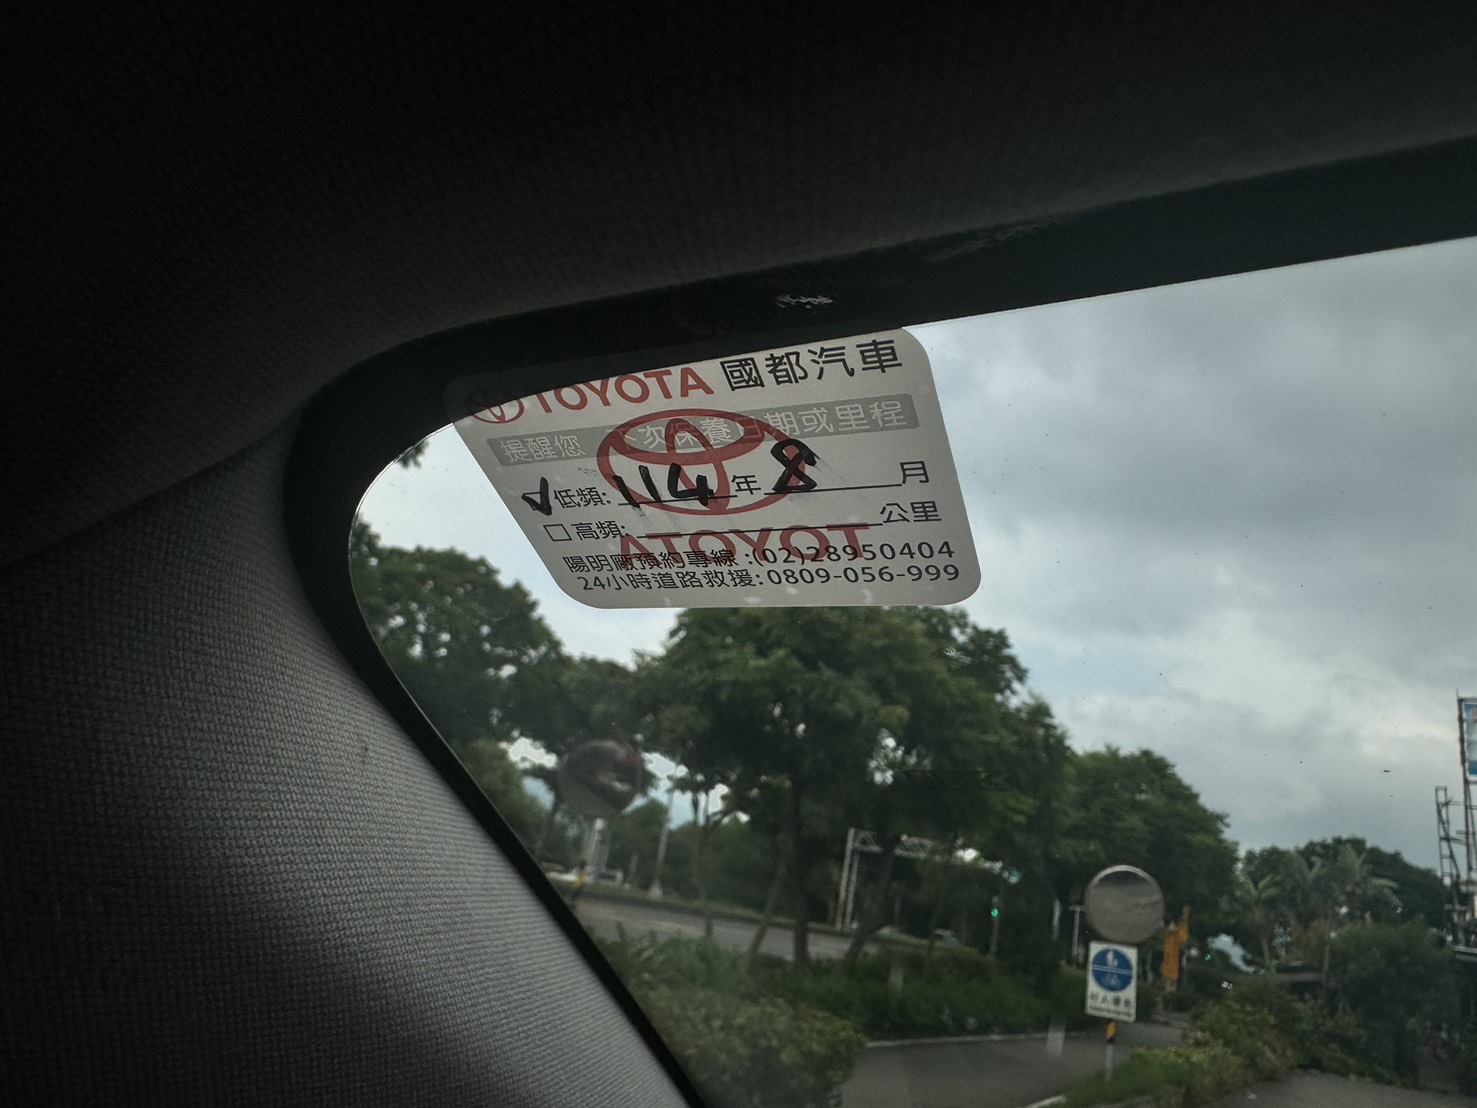 TOYOTA 國都汽車
提醒您 下次保養日期或里程
低頻: 114 年 8 月
高頻: 公里
TOYOTA
陽明廠預約專線:(02)28950404
24小時道路救援:0809-056-999